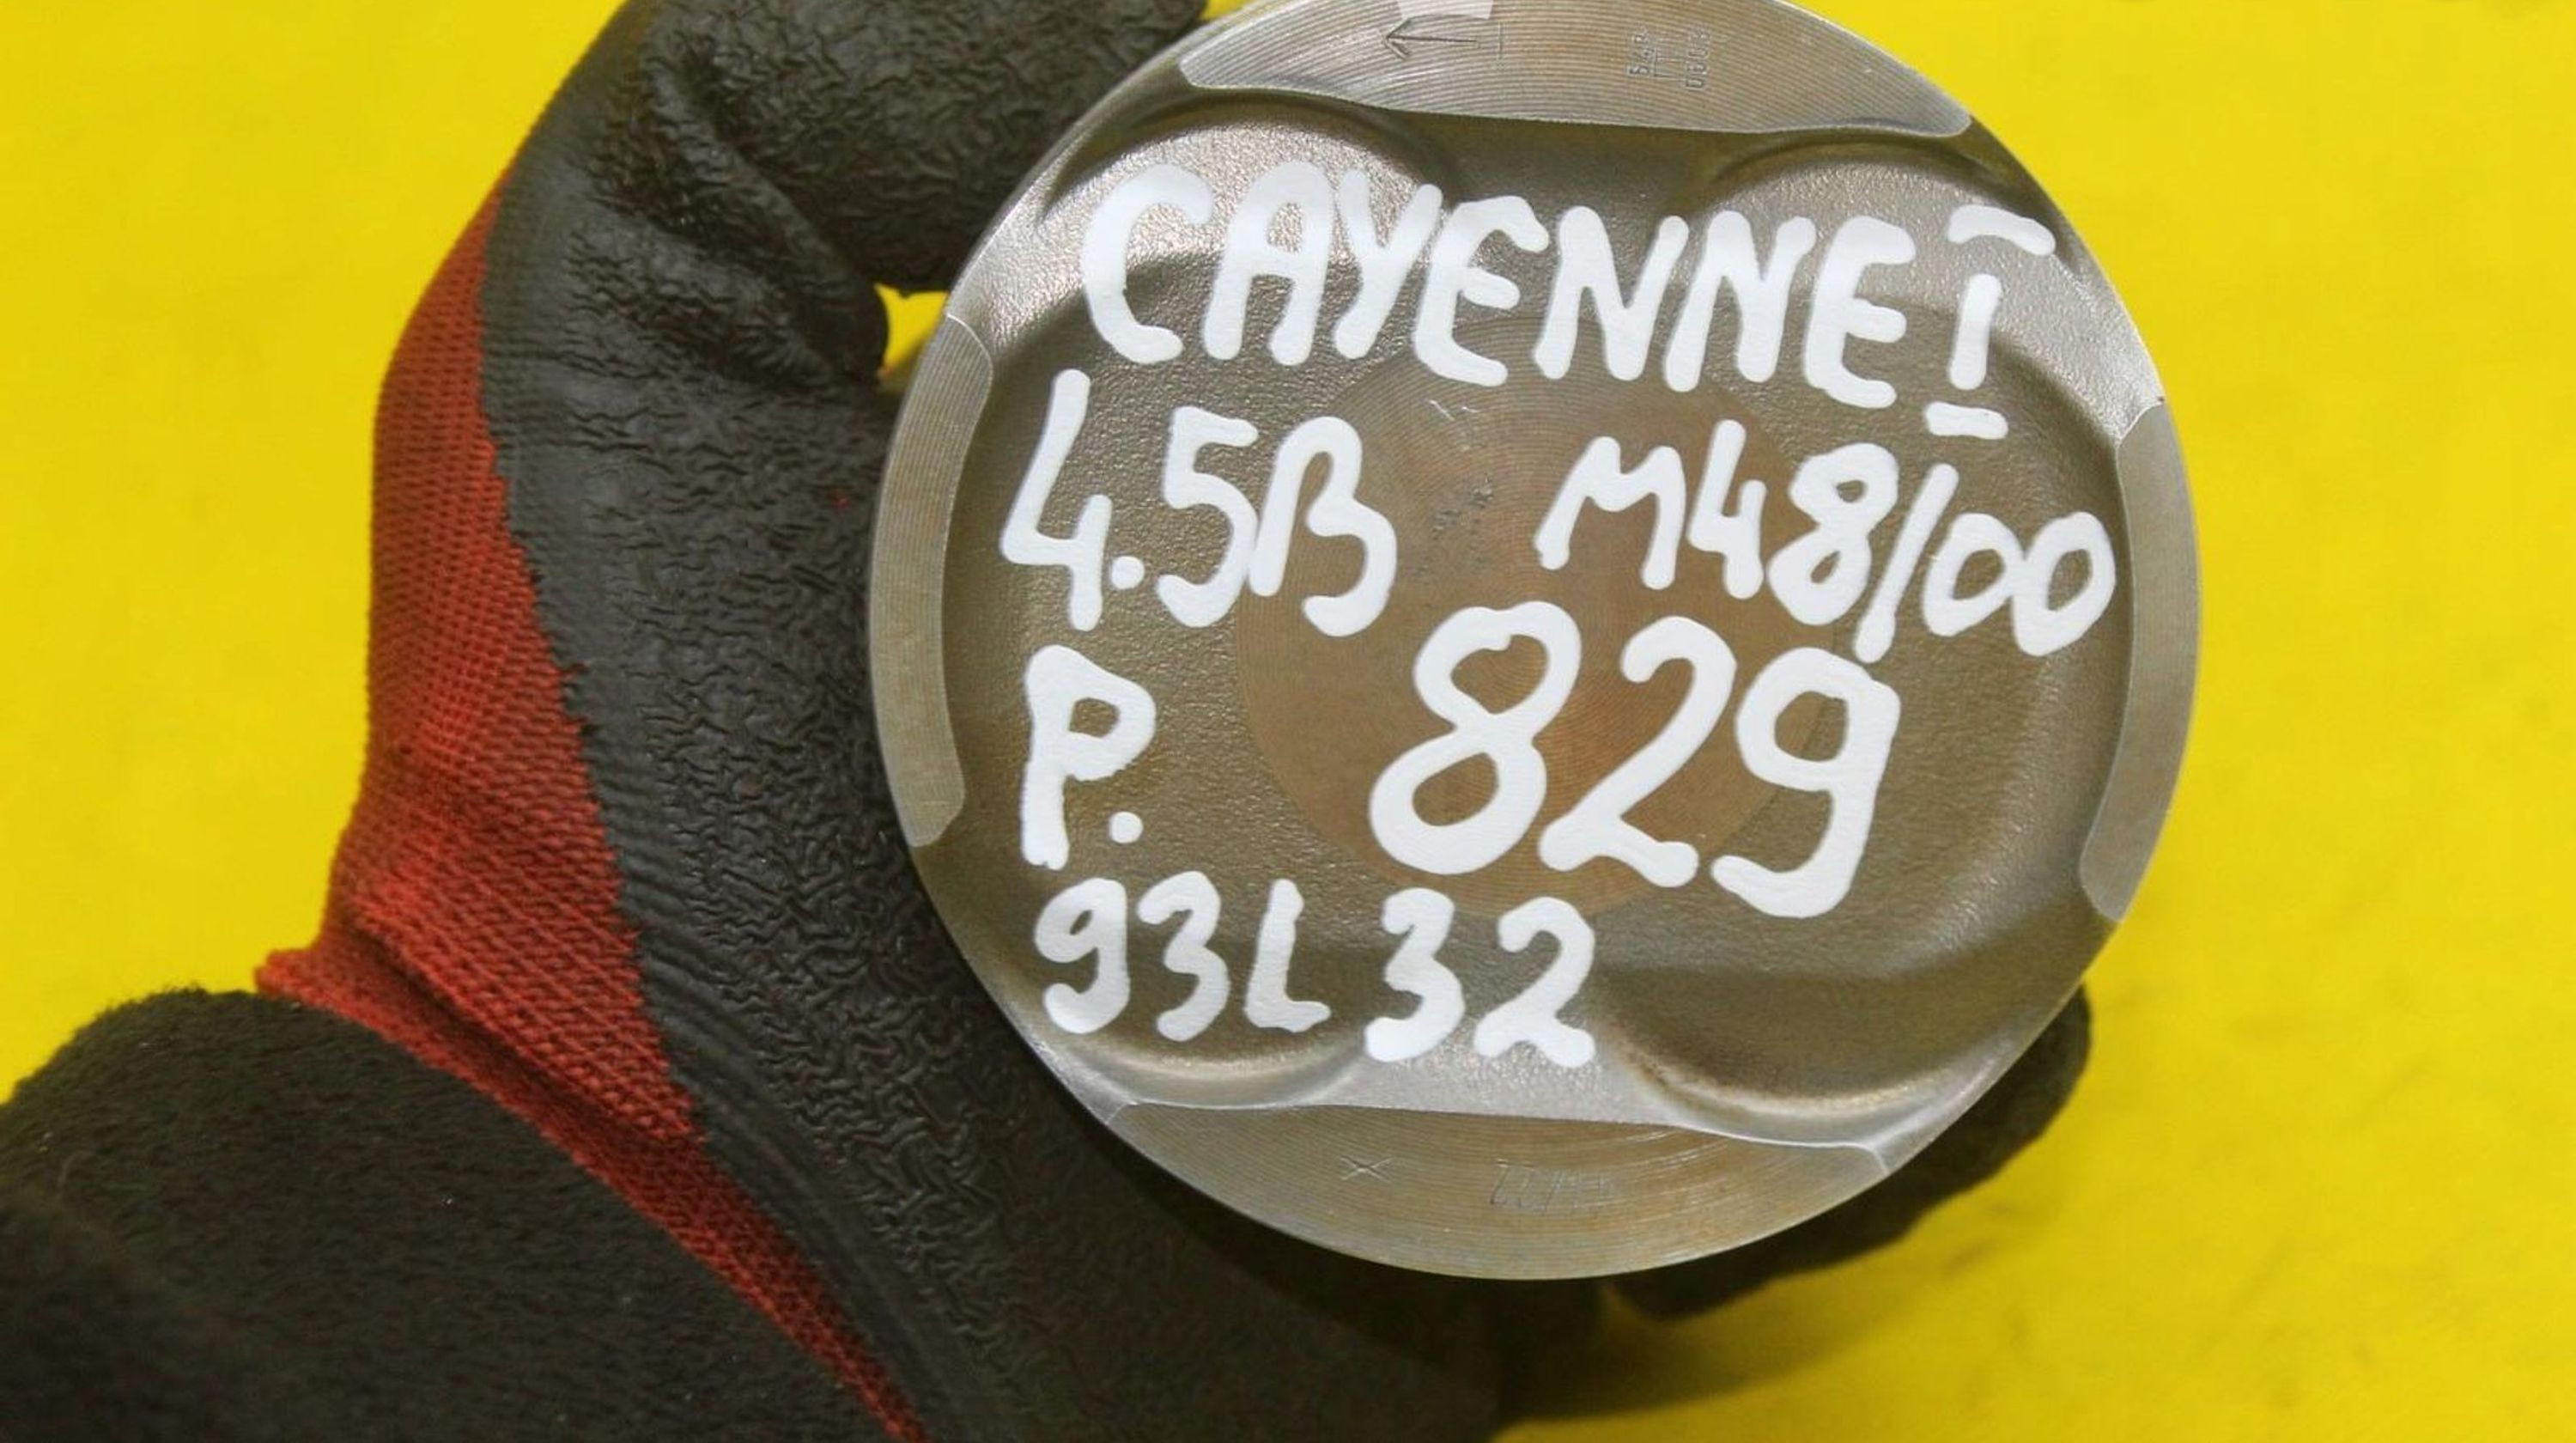 CAYENNE I
4.5B M48/00
P. 829
93L32